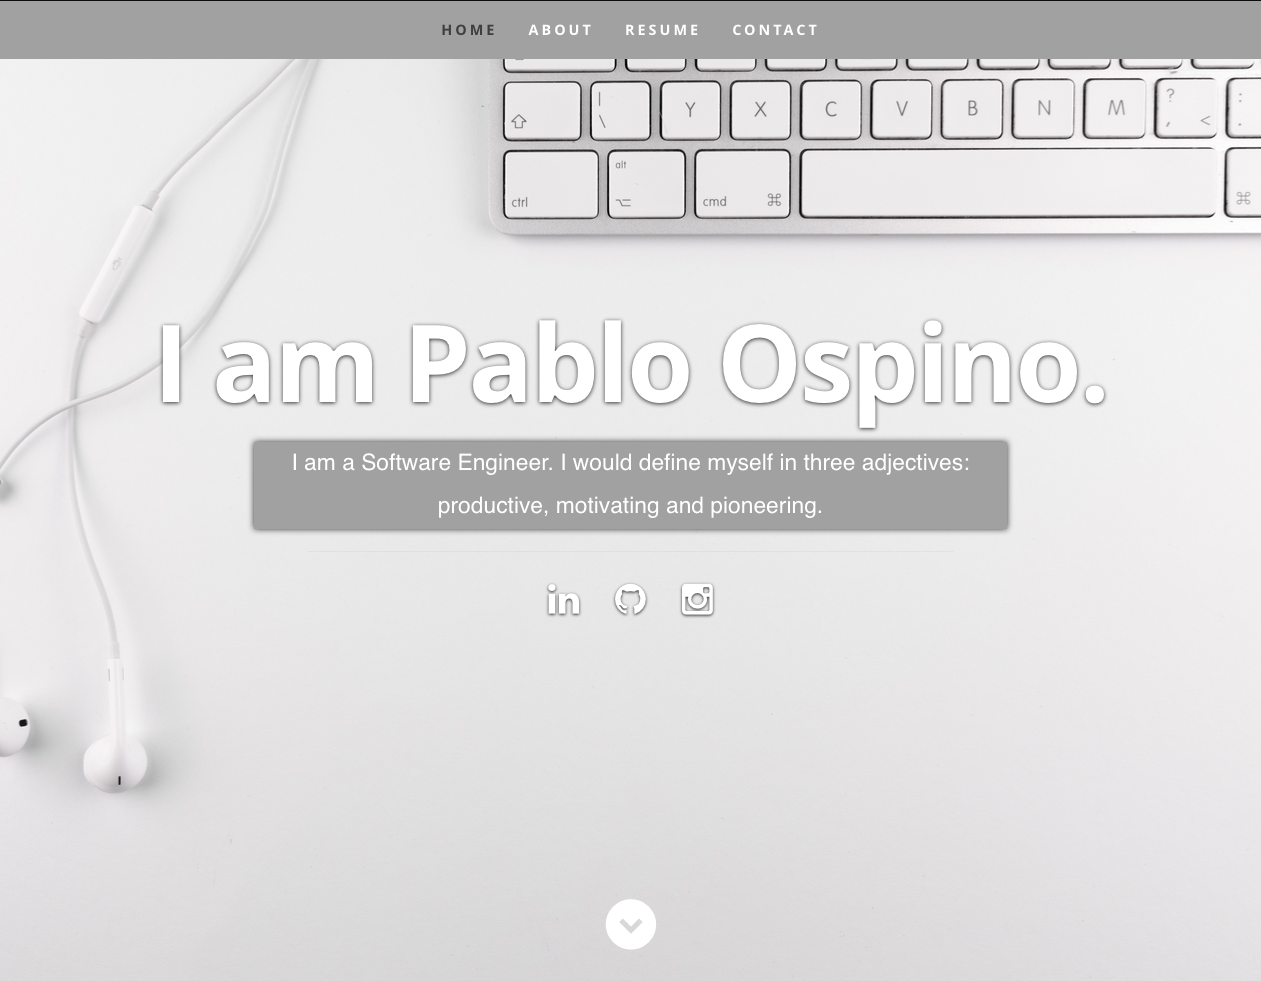 HOME ABOUT RESUME CONTACT
| \ Y X C V B N M ? , < : .
ctrl alt cmd ⌘ ⌘
I am Pablo Ospino.
I am a Software Engineer. I would define myself in three adjectives:
productive, motivating and pioneering.
in